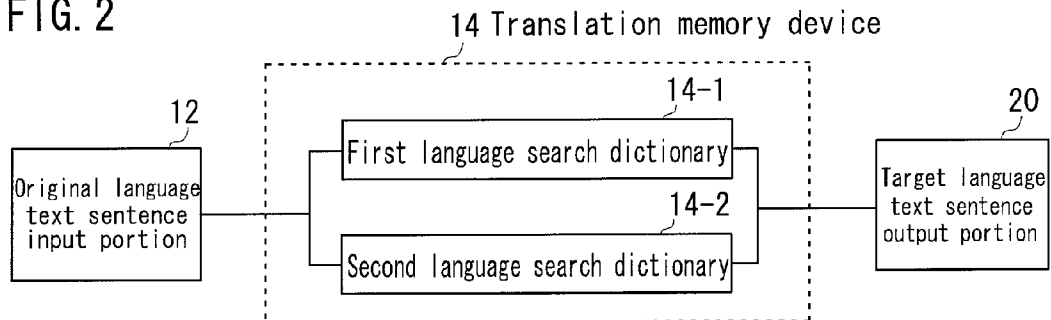 FIG. 2
14 Translation memory device
12
Original language
text sentence
input portion
14-1
First language search dictionary
14-2
Second language search dictionary
20
Target language
text sentence
output portion